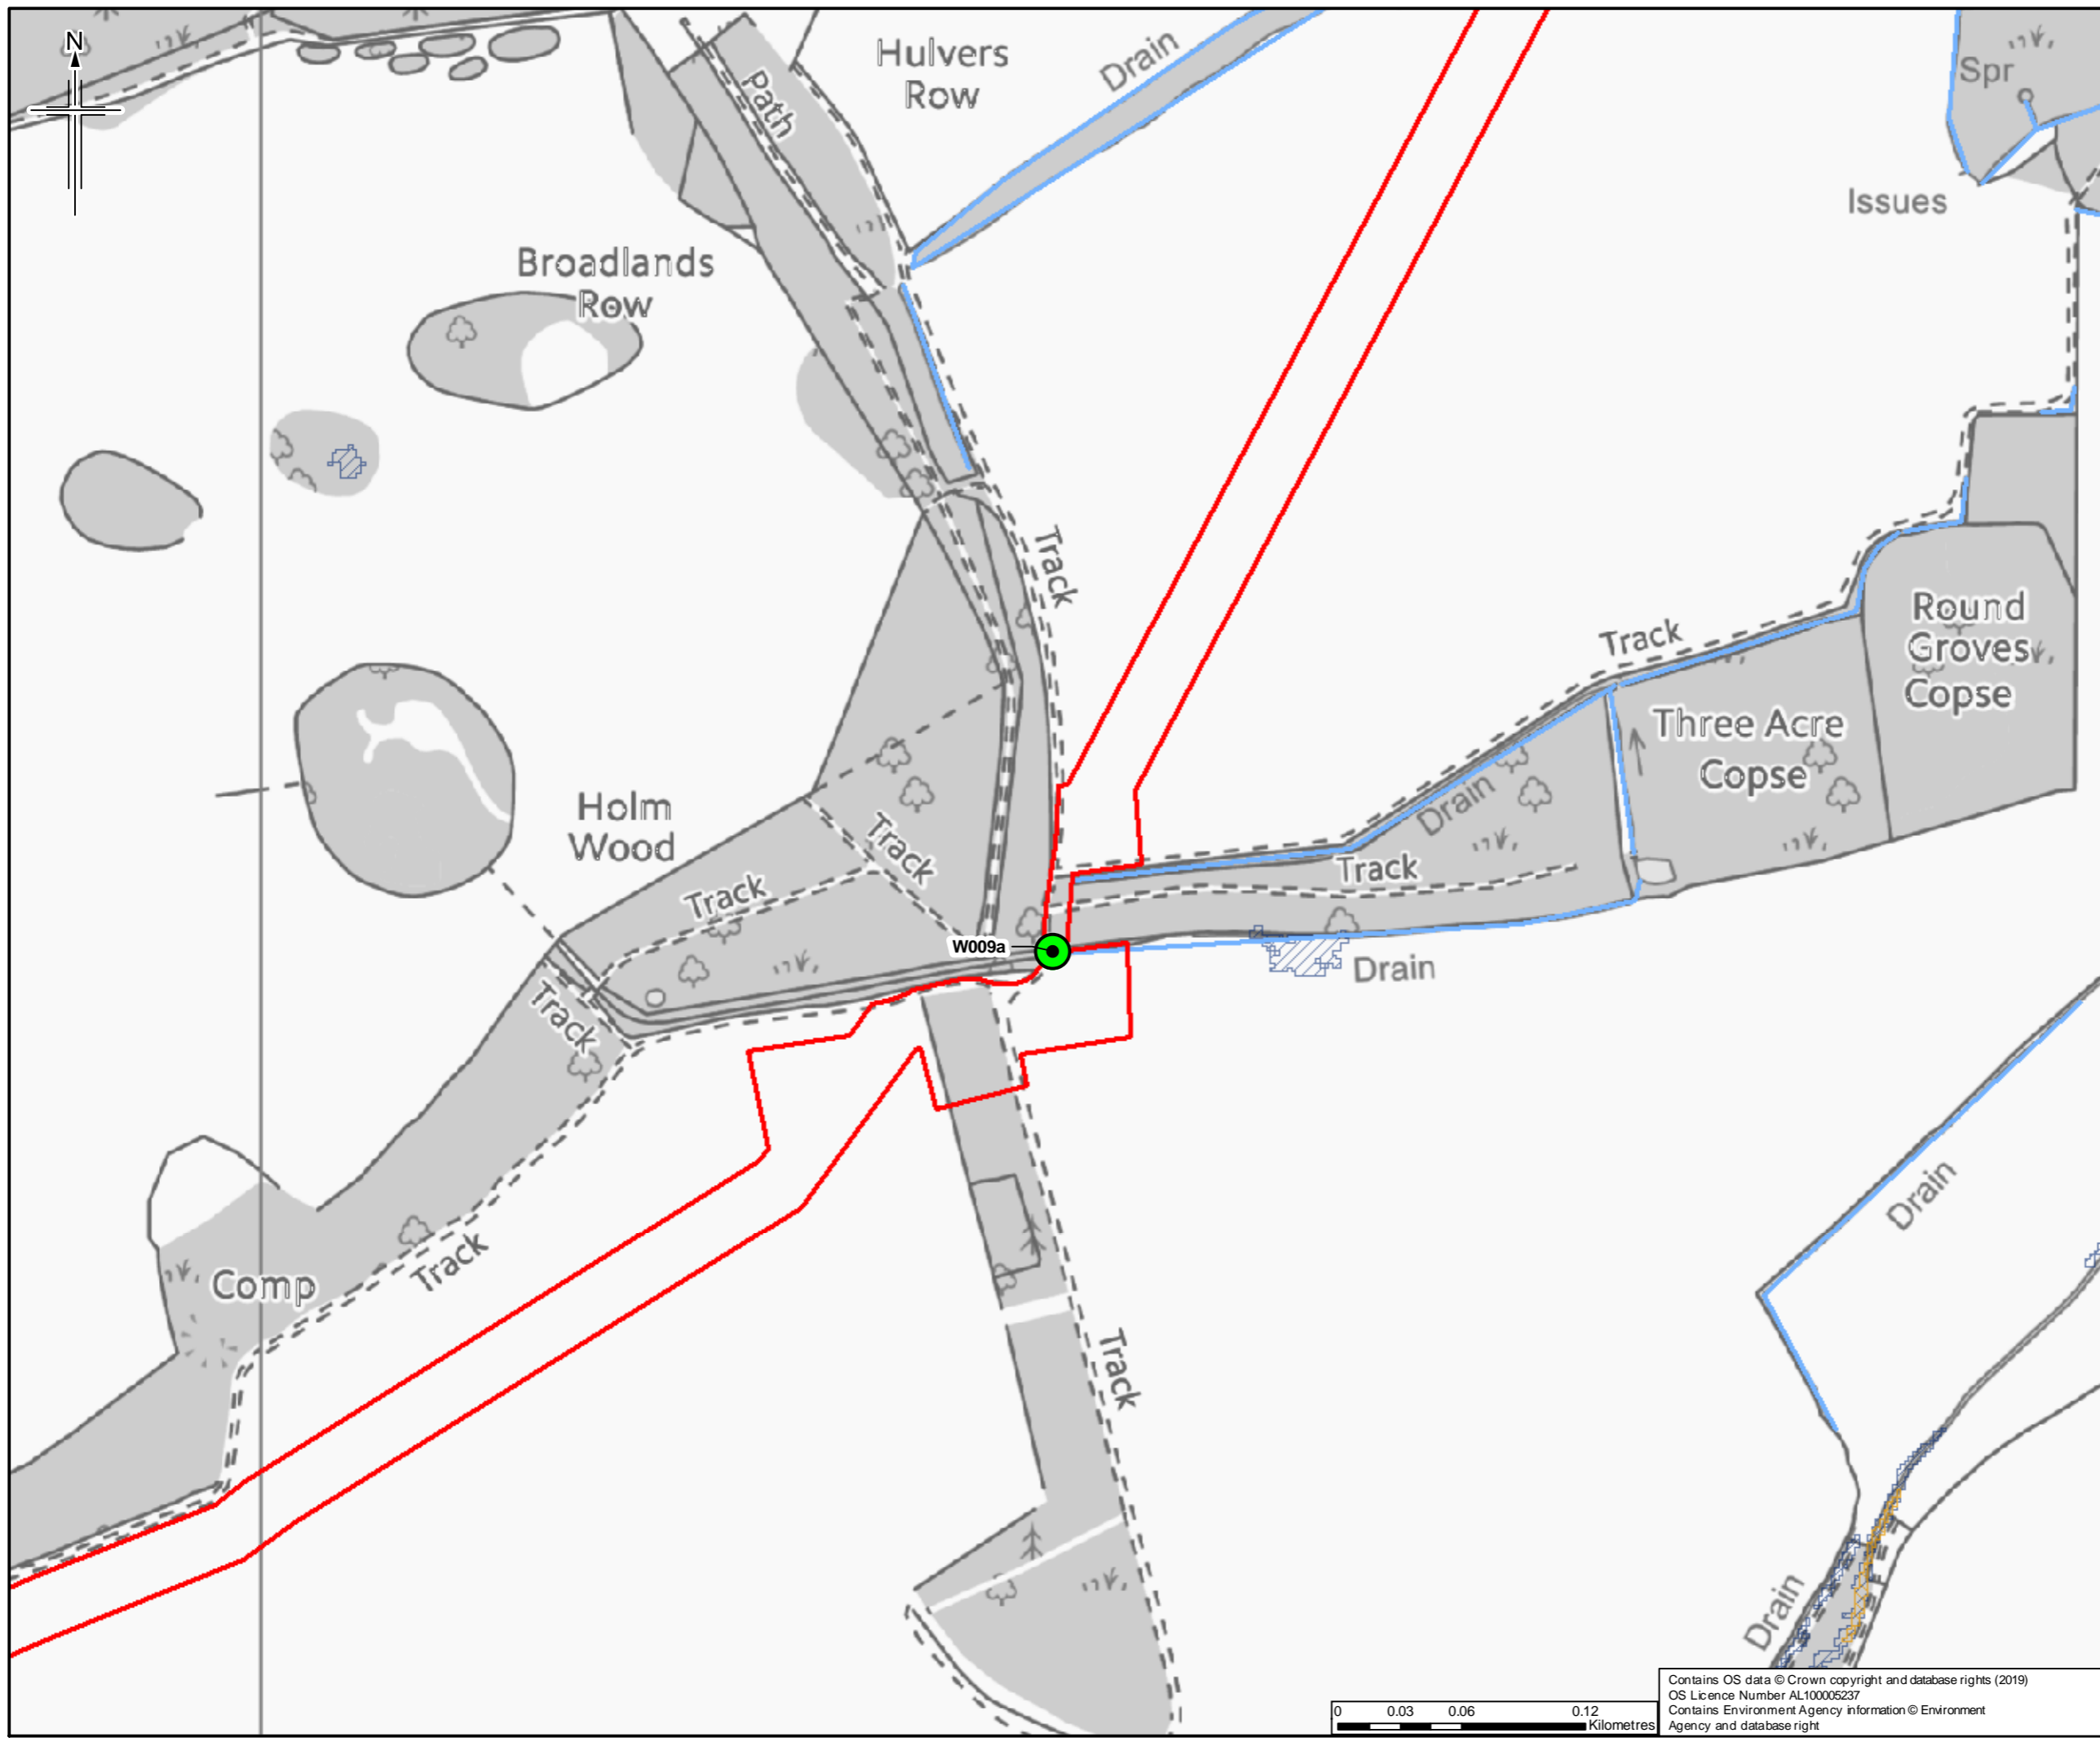 N
Path
Hulvers
Row
Drain
Spr
Issues
Broadlands
Row
Track
Track
Round
Groves
Copse
Three Acre
Copse
Drain
Holm
Wood
Track
Track
Track
W009a
Drain
Track
Drain
Comp
Track
Track
Drain
0 0.03 0.06 0.12
Kilometres
Contains OS data © Crown copyright and database rights (2019)
OS Licence Number AL100005237
Contains Environment Agency information © Environment
Agency and database right